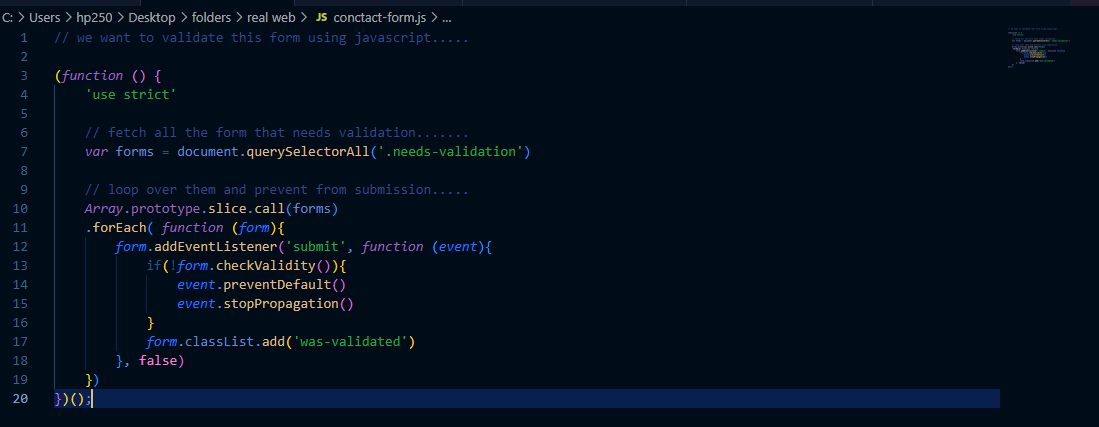 C: > Users > hp250 > Desktop > folders > real web > JS conctact-form.js > ...
1 // we want to validate this form using javascript.....
2
3 (function () {
4 'use strict'
5
6 // fetch all the form that needs validation.......
7 var forms = document.querySelectorAll('.needs-validation')
8
9 // loop over them and prevent from submission.....
10 Array.prototype.slice.call(forms)
11 .forEach( function (form){
12 form.addEventListener('submit', function (event){
13 if(!form.checkValidity()){
14 event.preventDefault()
15 event.stopPropagation()
16 }
17 form.classList.add('was-validated')
18 }, false)
19 })
20 })();